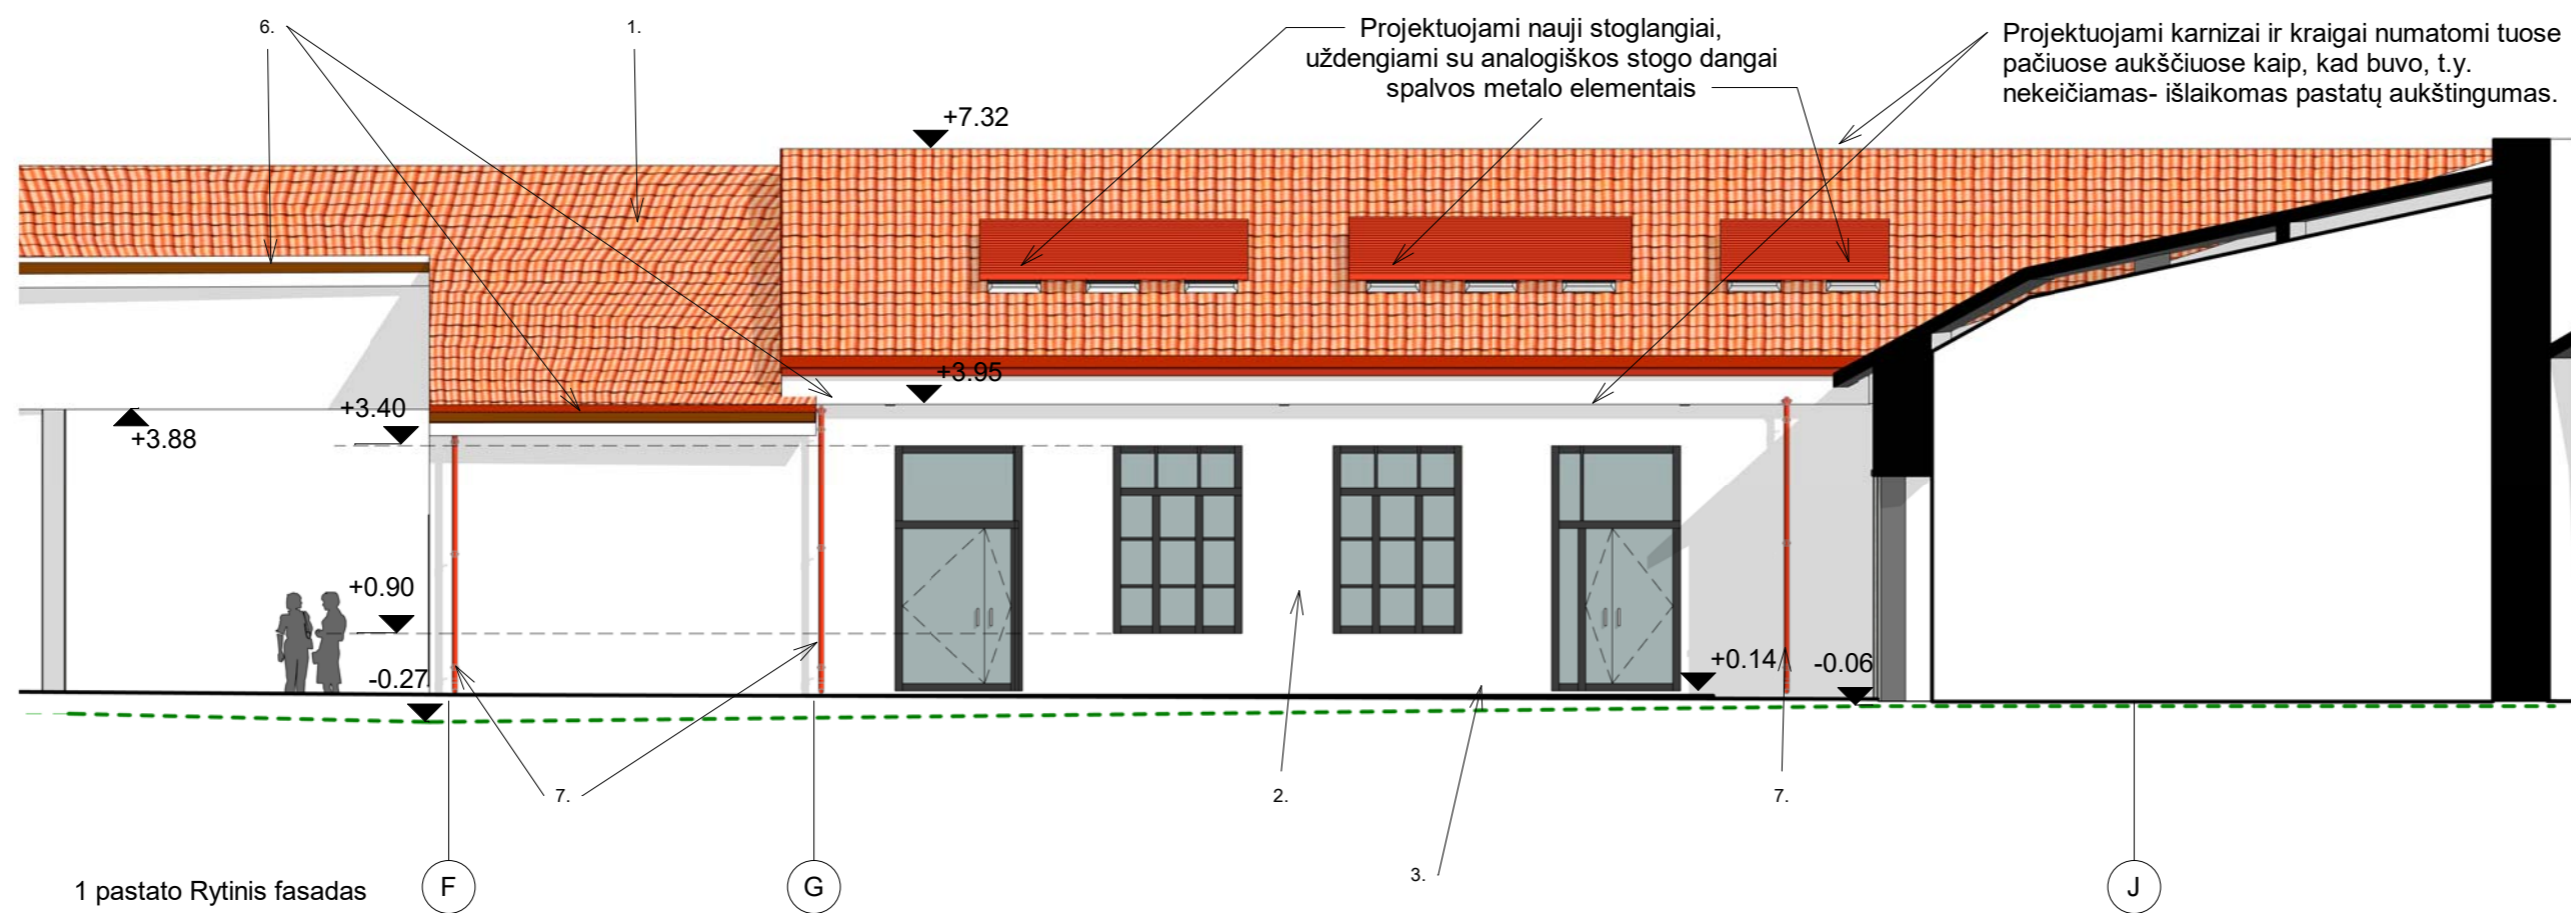 6.
1.
Projektuojami nauji stoglangiai,
uždengiami su analogiškos stogo dangai
spalvos metalo elementais
Projektuojami karnizai ir kraigai numatomi tuose
pačiuose aukščiuose kaip, kad buvo, t.y.
nekeičiamas- išlaikomas pastatų aukštingumas.
+7.32
+3.95
+3.40
+3.88
+0.90
-0.27
+0.14
-0.06
7.
2.
7.
3.
1 pastato Rytinis fasadas
F
G
J